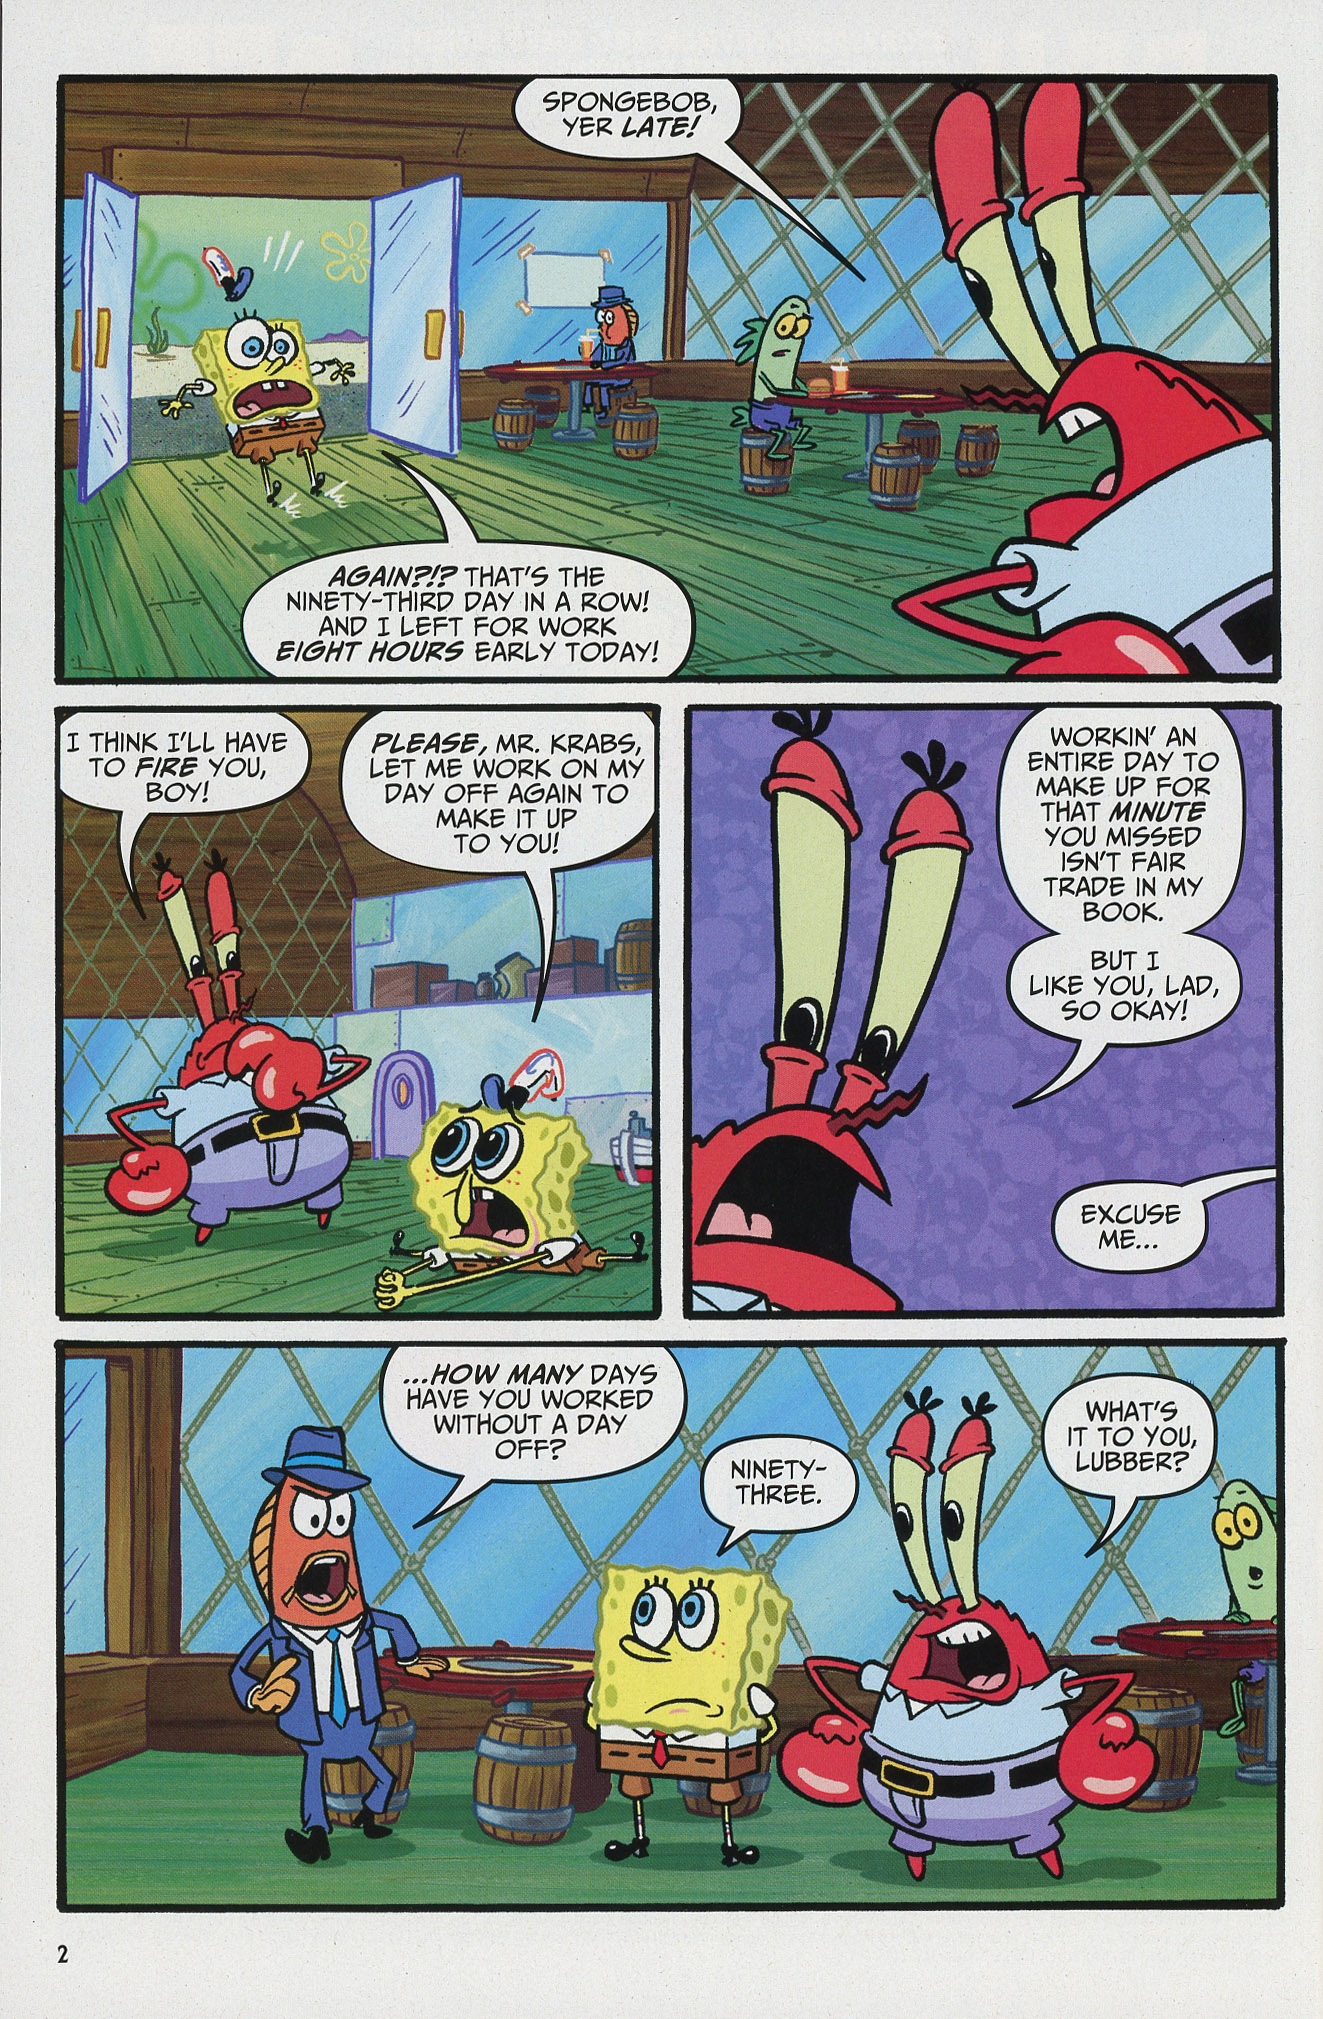 SPONGEBOB,
YER LATE!
AGAIN?!? THAT'S THE
NINETY-THIRD DAY IN A ROW!
AND I LEFT FOR WORK
EIGHT HOURS EARLY TODAY!
I THINK I'LL HAVE
TO FIRE YOU,
BOY!
PLEASE, MR. KRABS,
LET ME WORK ON MY
DAY OFF AGAIN TO
MAKE IT UP
TO YOU!
WORKIN' AN
ENTIRE DAY TO
MAKE UP FOR
THAT MINUTE
YOU MISSED
ISN'T FAIR
TRADE IN MY
BOOK.
BUT I
LIKE YOU, LAD,
SO OKAY!
EXCUSE
ME...
...HOW MANY DAYS
HAVE YOU WORKED
WITHOUT A DAY
OFF?
NINETY-
THREE.
WHAT'S
IT TO YOU,
LUBBER?
2